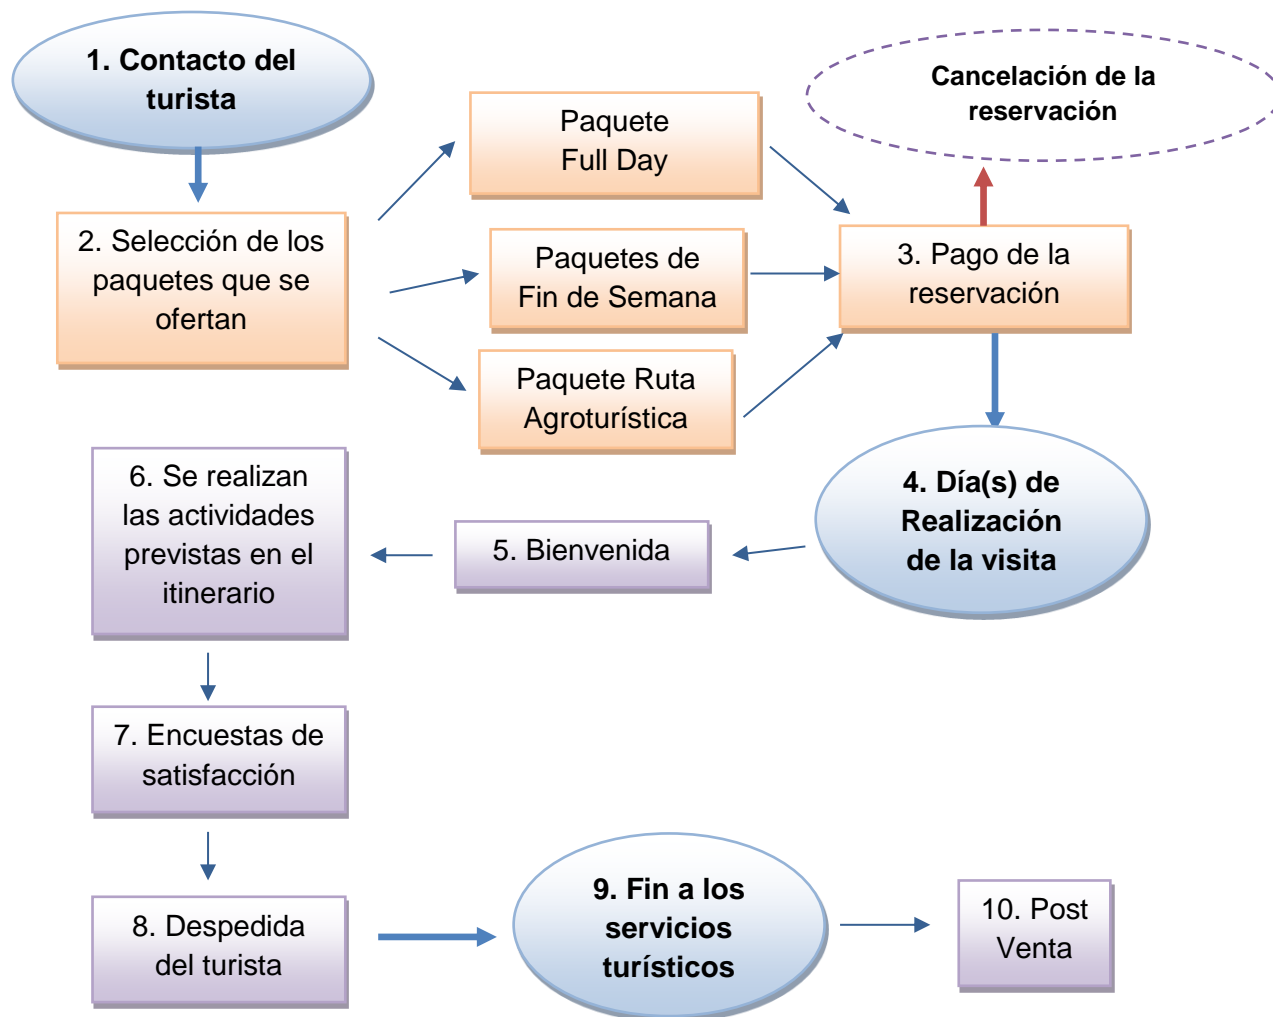 1. Contacto del
turista
Cancelación de la
reservación
Paquete
Full Day
2. Selección de los
paquetes que se
ofertan
Paquetes de
Fin de Semana
3. Pago de la
reservación
Paquete Ruta
Agroturística
4. Día(s) de
Realización
de la visita
5. Bienvenida
6. Se realizan
las actividades
previstas en el
itinerario
7. Encuestas de
satisfacción
8. Despedida
del turista
9. Fin a los
servicios
turísticos
10. Post
Venta